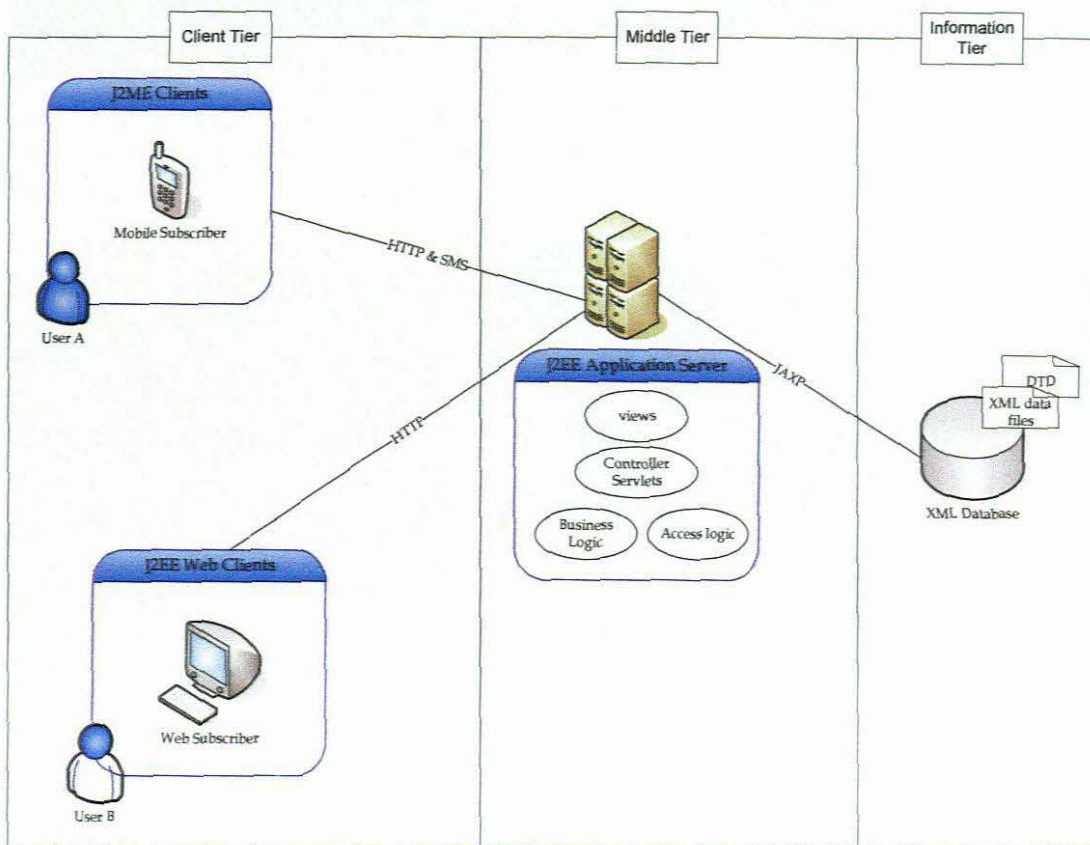 Client Tier
Middle Tier
Information
Tier
J2ME Clients
Mobile Subscriber
User A
HTTP & SMS
HTTP
J2EE Application Server
views
Controller
Servlets
Business
Logic
Access logic
JAXP
DTD
XML data
files
XML Database
J2EE Web Clients
Web Subscriber
User B